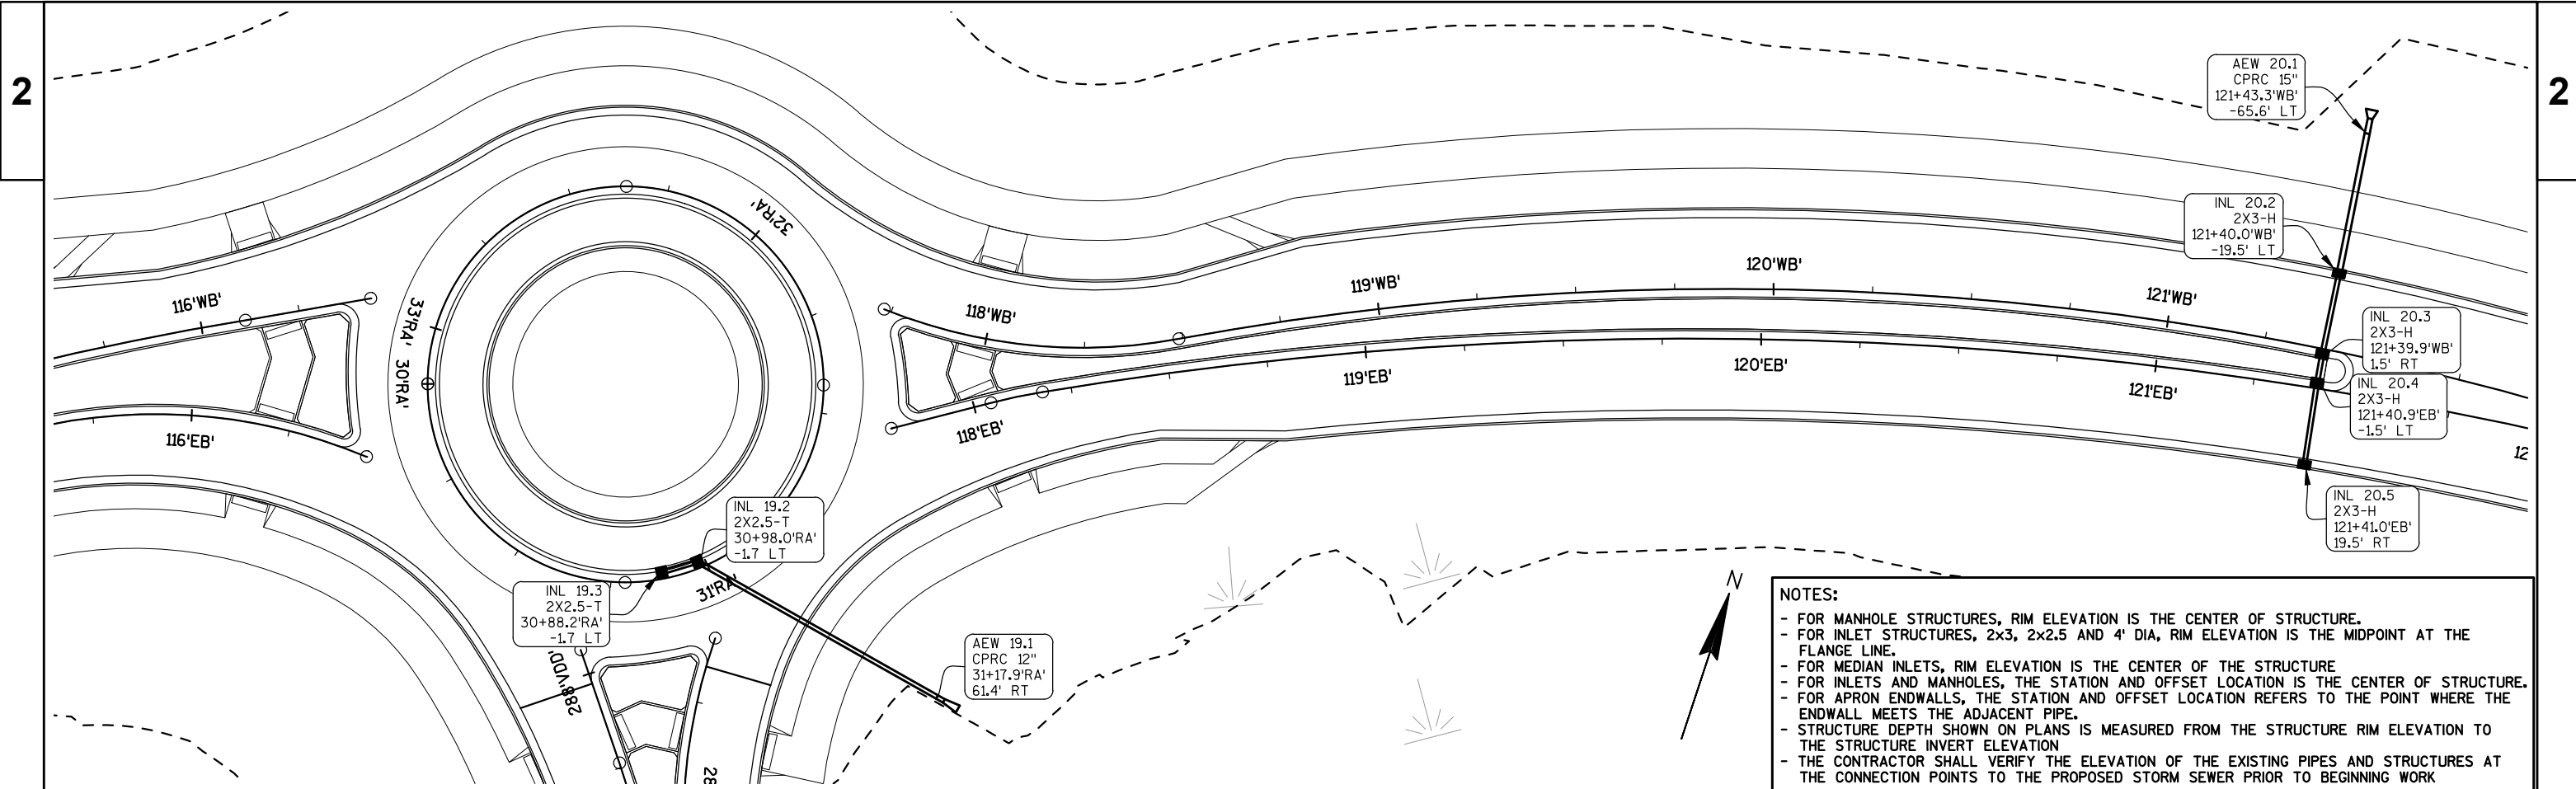 2
2
AEW 20.1
CPRC 15"
121+43.3'WB'
-65.6' LT
INL 20.2
2X3-H
121+40.0'WB'
-19.5' LT
32'RA'
116'WB'
33'RA'
30'RA'
118'WB'
119'WB'
120'WB'
121'WB'
INL 20.3
2X3-H
121+39.9'WB'
1.5' RT
INL 20.4
2X3-H
121+40.9'EB'
-1.5' LT
116'EB'
118'EB'
119'EB'
120'EB'
121'EB'
12
INL 20.5
2X3-H
121+41.0'EB'
19.5' RT
INL 19.2
2X2.5-T
30+98.0'RA'
-1.7 LT
31'RA'
INL 19.3
2X2.5-T
30+88.2'RA'
-1.7 LT
AEW 19.1
CPRC 12"
31+17.9'RA'
61.4' RT
288'VDD'
28
N
NOTES:
- FOR MANHOLE STRUCTURES, RIM ELEVATION IS THE CENTER OF STRUCTURE.
- FOR INLET STRUCTURES, 2x3, 2x2.5 AND 4' DIA, RIM ELEVATION IS THE MIDPOINT AT THE
FLANGE LINE.
- FOR MEDIAN INLETS, RIM ELEVATION IS THE CENTER OF THE STRUCTURE
- FOR INLETS AND MANHOLES, THE STATION AND OFFSET LOCATION IS THE CENTER OF STRUCTURE.
- FOR APRON ENDWALLS, THE STATION AND OFFSET LOCATION REFERS TO THE POINT WHERE THE
ENDWALL MEETS THE ADJACENT PIPE.
- STRUCTURE DEPTH SHOWN ON PLANS IS MEASURED FROM THE STRUCTURE RIM ELEVATION TO
THE STRUCTURE INVERT ELEVATION
- THE CONTRACTOR SHALL VERIFY THE ELEVATION OF THE EXISTING PIPES AND STRUCTURES AT
THE CONNECTION POINTS TO THE PROPOSED STORM SEWER PRIOR TO BEGINNING WORK